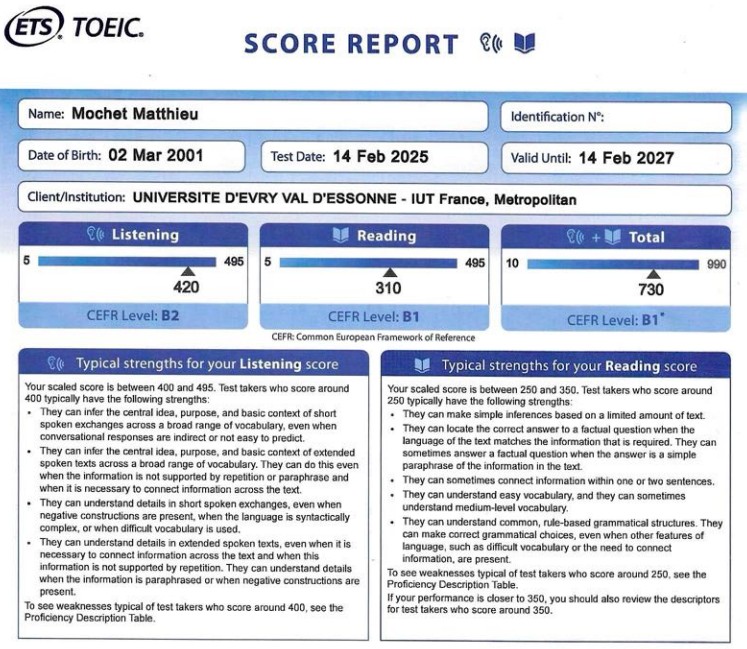 ETS® TOEIC®
SCORE REPORT
Name: Mochet Matthieu
Identification N°:
Date of Birth: 02 Mar 2001
Test Date: 14 Feb 2025
Valid Until: 14 Feb 2027
Client/Institution: UNIVERSITE D'EVRY VAL D'ESSONNE - IUT France, Metropolitan
Listening
5 495
420
CEFR Level: B2
Reading
5 495
310
CEFR Level: B1
+ Total
10 990
730
CEFR Level: B1*
CEFR: Common European Framework of Reference
Typical strengths for your Listening score
Your scaled score is between 400 and 495. Test takers who score around
400 typically have the following strengths:
• They can infer the central idea, purpose, and basic context of short
spoken exchanges across a broad range of vocabulary, even when
conversational responses are indirect or not easy to predict.
• They can infer the central idea, purpose, and basic context of extended
spoken texts across a broad range of vocabulary. They can do this even
when the information is not supported by repetition or paraphrase and
when it is necessary to connect information across the text.
• They can understand details in short spoken exchanges, even when
negative constructions are present, when the language is syntactically
complex, or when difficult vocabulary is used.
• They can understand details in extended spoken texts, even when it is
necessary to connect information across the text and when this
information is not supported by repetition. They can understand details
when the information is paraphrased or when negative constructions are
present.
To see weaknesses typical of test takers who score around 400, see the
Proficiency Description Table.
Typical strengths for your Reading score
Your scaled score is between 250 and 350. Test takers who score around
250 typically have the following strengths:
• They can make simple inferences based on a limited amount of text.
• They can locate the correct answer to a factual question when the
language of the text matches the information that is required. They can
sometimes answer a factual question when the answer is a simple
paraphrase of the information in the text.
• They can sometimes connect information within one or two sentences.
• They can understand easy vocabulary, and they can sometimes
understand medium-level vocabulary.
• They can understand common, rule-based grammatical structures. They
can make correct grammatical choices, even when other features of
language, such as difficult vocabulary or the need to connect
information, are present.
To see weaknesses typical of test takers who score around 250, see the
Proficiency Description Table.
If your performance is closer to 350, you should also review the descriptors
for test takers who score around 350.